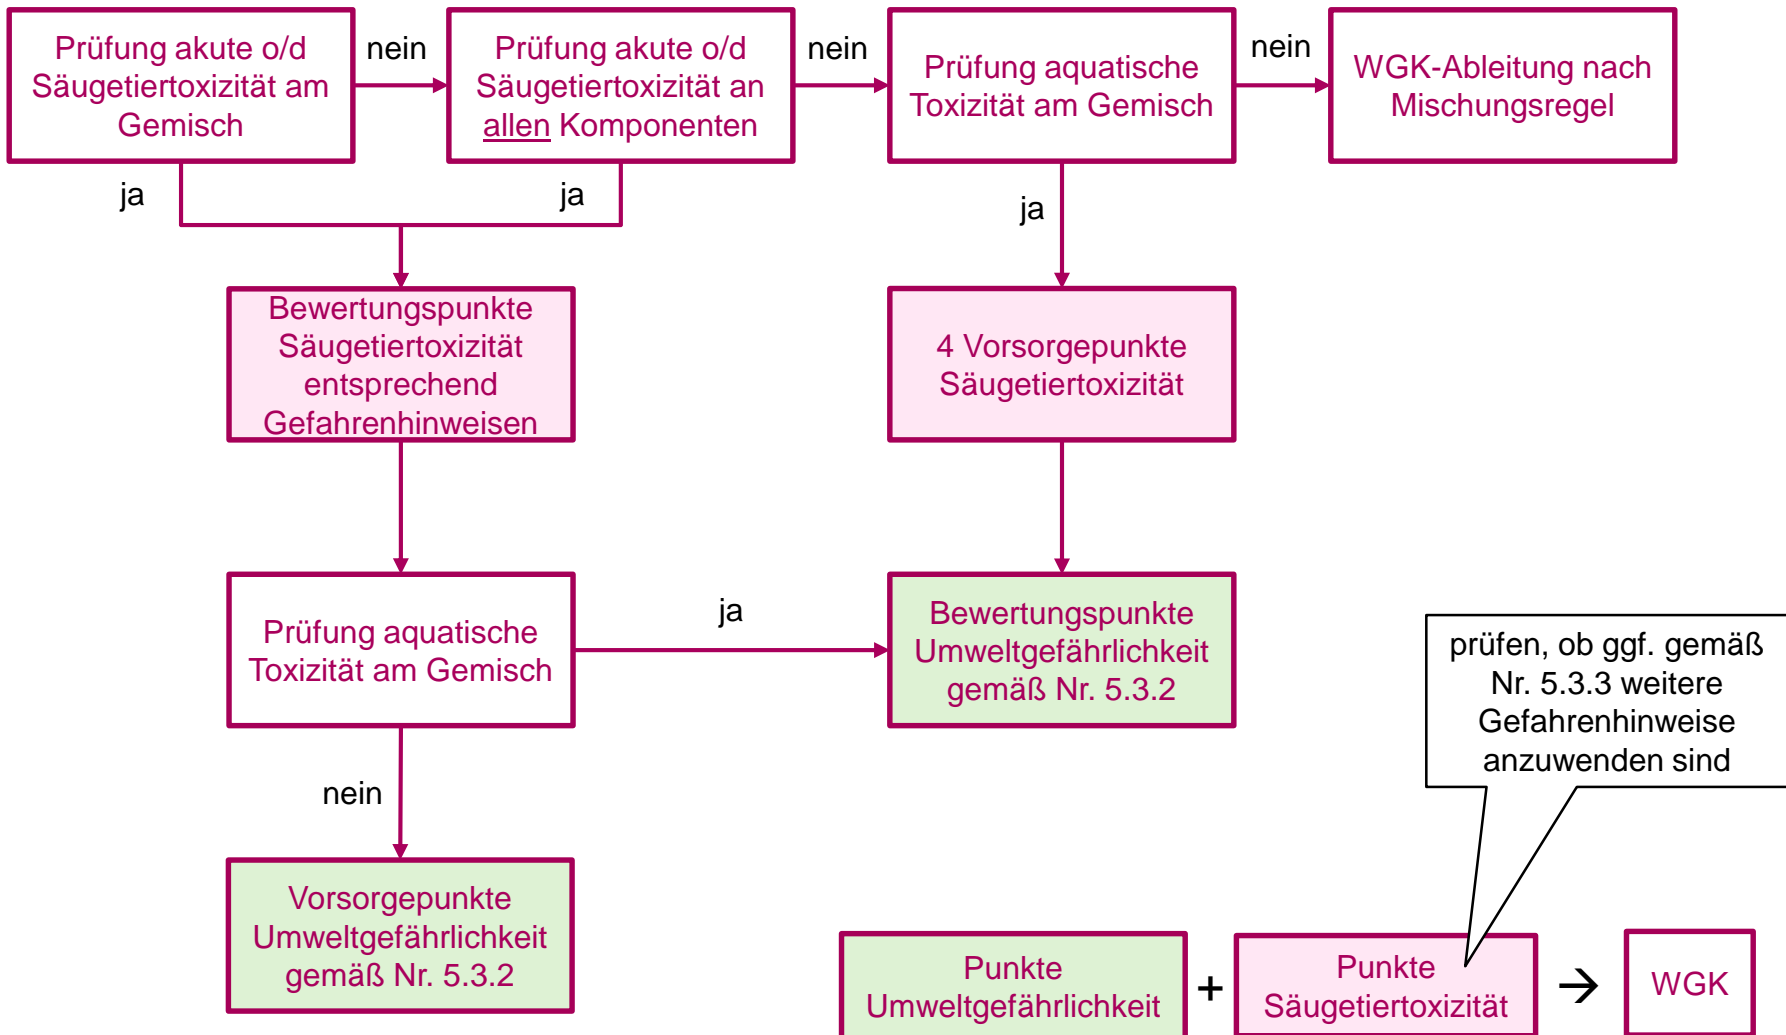 Prüfung akute o/d
Säugetiertoxizität am
Gemisch
nein
Prüfung akute o/d
Säugetiertoxizität an
allen Komponenten
nein
Prüfung aquatische
Toxizität am Gemisch
nein
WGK-Ableitung nach
Mischungsregel
ja
ja
ja
Bewertungspunkte
Säugetiertoxizität
entsprechend
Gefahrenhinweisen
4 Vorsorgepunkte
Säugetiertoxizität
Prüfung aquatische
Toxizität am Gemisch
ja
Bewertungspunkte
Umweltgefährlichkeit
gemäß Nr. 5.3.2
prüfen, ob ggf. gemäß
Nr. 5.3.3 weitere
Gefahrenhinweise
anzuwenden sind
nein
Vorsorgepunkte
Umweltgefährlichkeit
gemäß Nr. 5.3.2
Punkte
Umweltgefährlichkeit
+
Punkte
Säugetiertoxizität
→
WGK